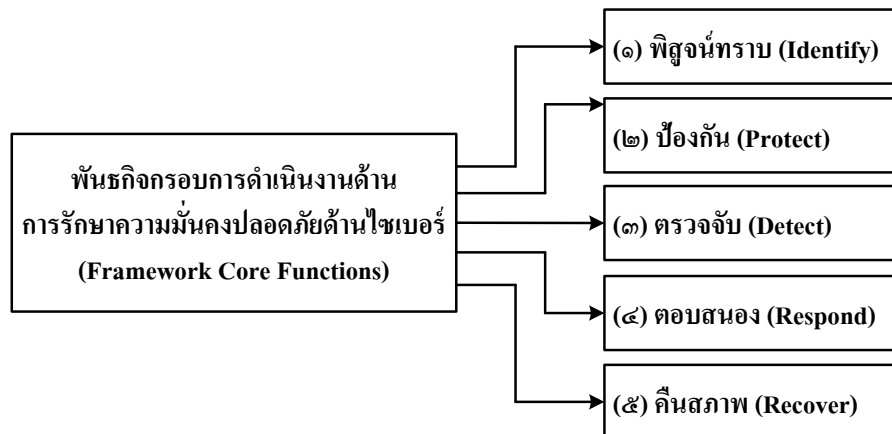 พันธกิจกรอบการดำเนินงานด้าน
การรักษาความมั่นคงปลอดภัยด้านไซเบอร์
(Framework Core Functions)
(๑) พิสูจน์ทราบ (Identify)
(๒) ป้องกัน (Protect)
(๓) ตรวจจับ (Detect)
(๔) ตอบสนอง (Respond)
(๕) คืนสภาพ (Recover)